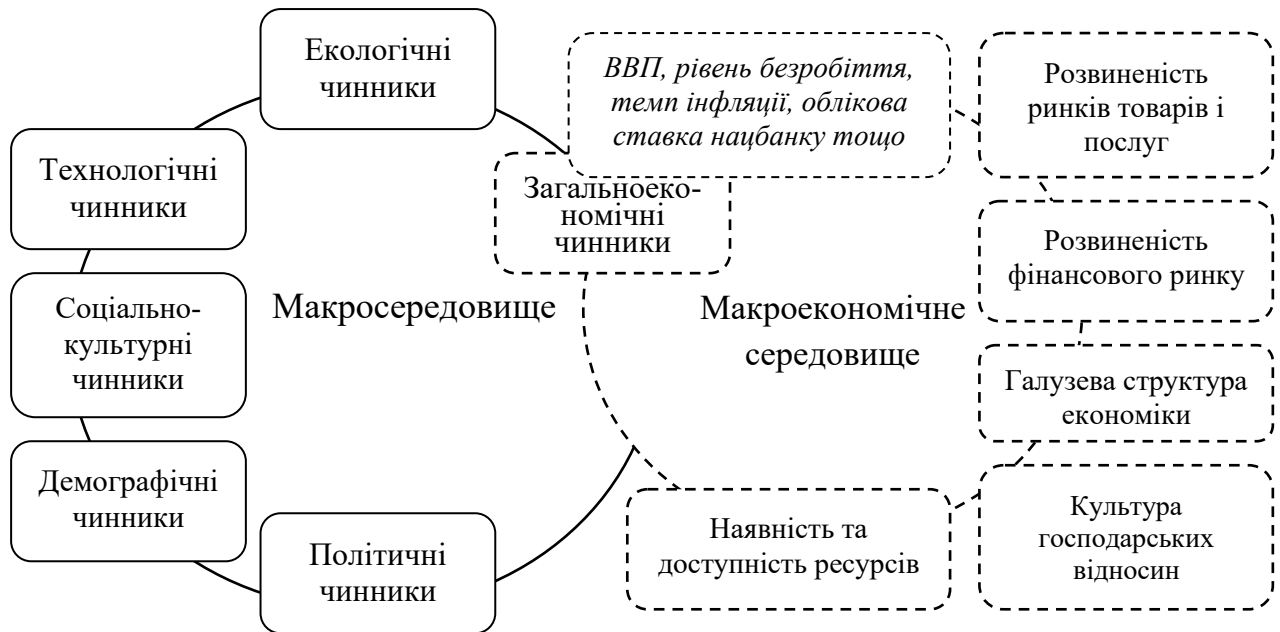 Екологічні
чинники
ВВП, рівень безробіття,
темп інфляції, облікова
ставка нацбанку тощо
Розвиненість
ринків товарів і
послуг
Технологічні
чинники
Загальноеко-
номічні
чинники
Розвиненість
фінансового ринку
Соціально-
культурні
чинники
Макросередовище
Макроекономічне
середовище
Галузева структура
економіки
Демографічні
чинники
Політичні
чинники
Наявність та
доступність ресурсів
Культура
господарських
відносин